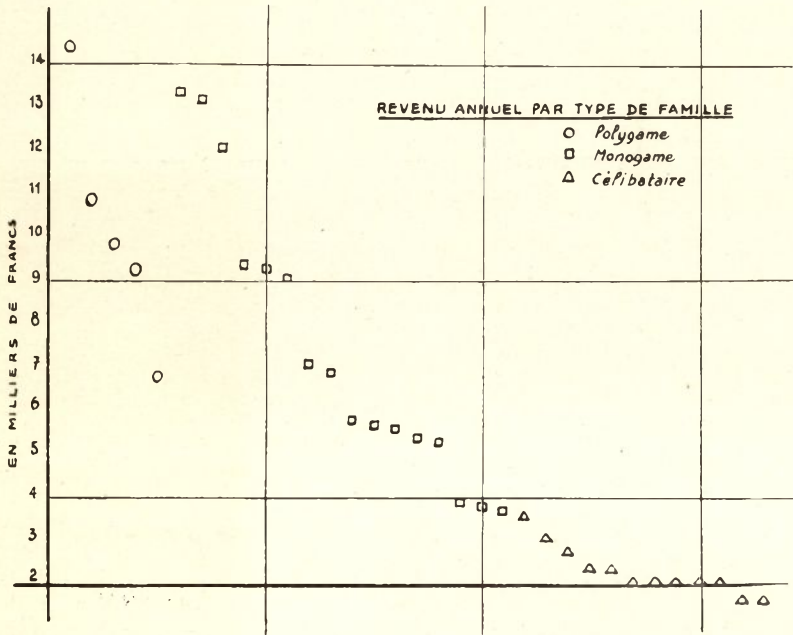 REVENU ANNUEL PAR TYPE DE FAMILLE
Polygame
Monogame
Célibataire
EN MILLIERS DE FRANCS
14
13
12
11
10
9
8
7
6
5
4
3
2